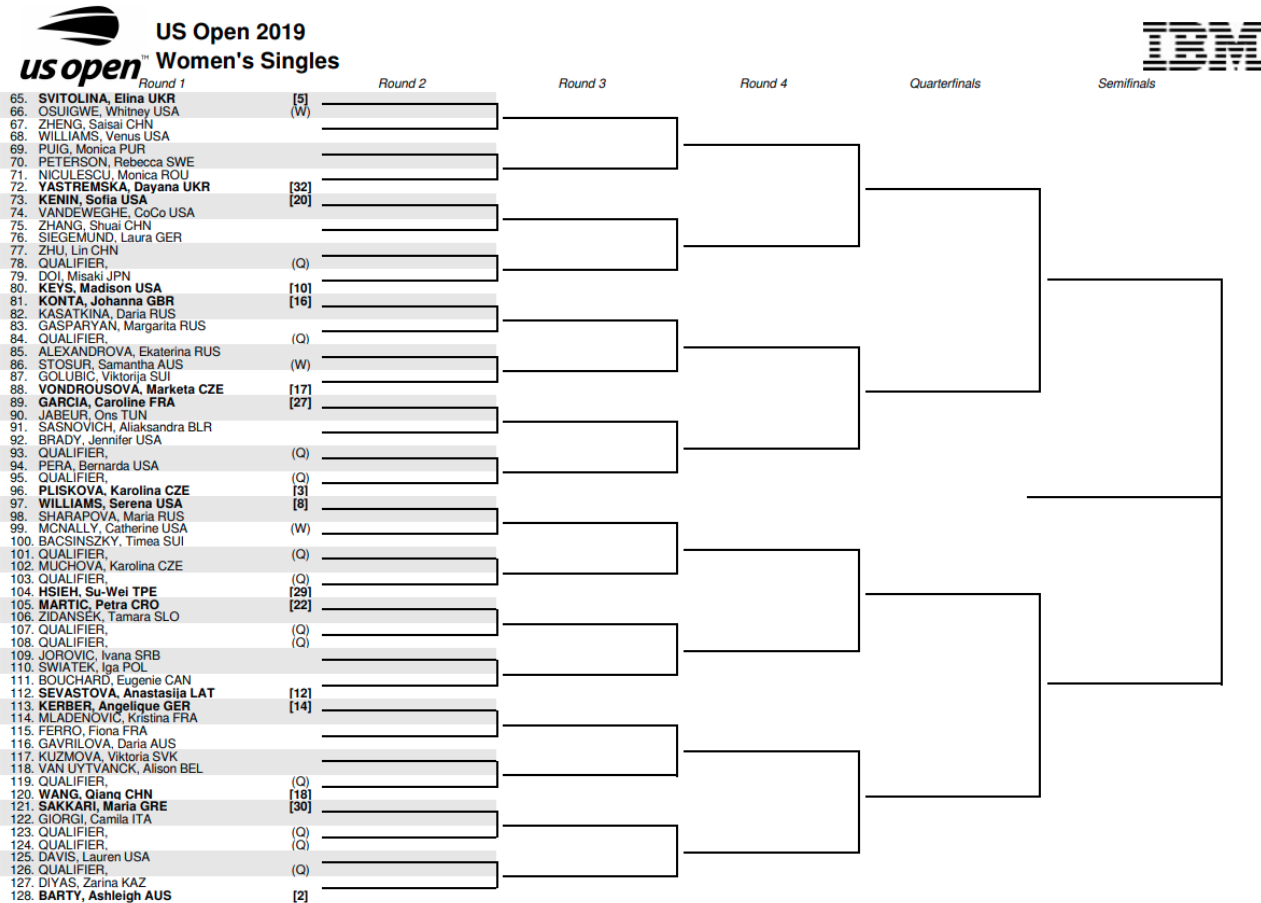 US Open 2019
us open™ Women's Singles
IBM
Round 1 Round 2 Round 3 Round 4 Quarterfinals Semifinals
65. SVITOLINA, Elina UKR [5]
66. OSUIGWE, Whitney USA (W)
67. ZHENG, Saisai CHN
68. WILLIAMS, Venus USA
69. PUIG, Monica PUR
70. PETERSON, Rebecca SWE
71. NICULESCU, Monica ROU
72. YASTREMSKA, Dayana UKR [32]
73. KENIN, Sofia USA [20]
74. VANDEWEGHE, CoCo USA
75. ZHANG, Shuai CHN
76. SIEGEMUND, Laura GER
77. ZHU, Lin CHN
78. QUALIFIER, (Q)
79. DOI, Misaki JPN
80. KEYS, Madison USA [10]
81. KONTA, Johanna GBR [16]
82. KASATKINA, Daria RUS
83. GASPARYAN, Margarita RUS
84. QUALIFIER, (Q)
85. ALEXANDROVA, Ekaterina RUS
86. STOSUR, Samantha AUS (W)
87. GOLUBIC, Viktorija SUI
88. VONDROUSOVA, Marketa CZE [17]
89. GARCIA, Caroline FRA [27]
90. JABEUR, Ons TUN
91. SASNOVICH, Aliaksandra BLR
92. BRADY, Jennifer USA
93. QUALIFIER, (Q)
94. PERA, Bernarda USA
95. QUALIFIER, (Q)
96. PLISKOVA, Karolina CZE [3]
97. WILLIAMS, Serena USA [8]
98. SHARAPOVA, Maria RUS
99. MCNALLY, Catherine USA (W)
100. BACSINSZKY, Timea SUI
101. QUALIFIER, (Q)
102. MUCHOVA, Karolina CZE
103. QUALIFIER, (Q)
104. HSIEH, Su-Wei TPE [29]
105. MARTIC, Petra CRO [22]
106. ZIDANSEK, Tamara SLO
107. QUALIFIER, (Q)
108. QUALIFIER, (Q)
109. JOROVIC, Ivana SRB
110. SWIATEK, Iga POL
111. BOUCHARD, Eugenie CAN
112. SEVASTOVA, Anastasija LAT [12]
113. KERBER, Angelique GER [14]
114. MLADENOVIC, Kristina FRA
115. FERRO, Fiona FRA
116. GAVRILOVA, Daria AUS
117. KUZMOVA, Viktoria SVK
118. VAN UYTVANCK, Alison BEL
119. QUALIFIER, (Q)
120. WANG, Qiang CHN [18]
121. SAKKARI, Maria GRE [30]
122. GIORGI, Camila ITA
123. QUALIFIER, (Q)
124. QUALIFIER, (Q)
125. DAVIS, Lauren USA
126. QUALIFIER, (Q)
127. DIYAS, Zarina KAZ
128. BARTY, Ashleigh AUS [2]